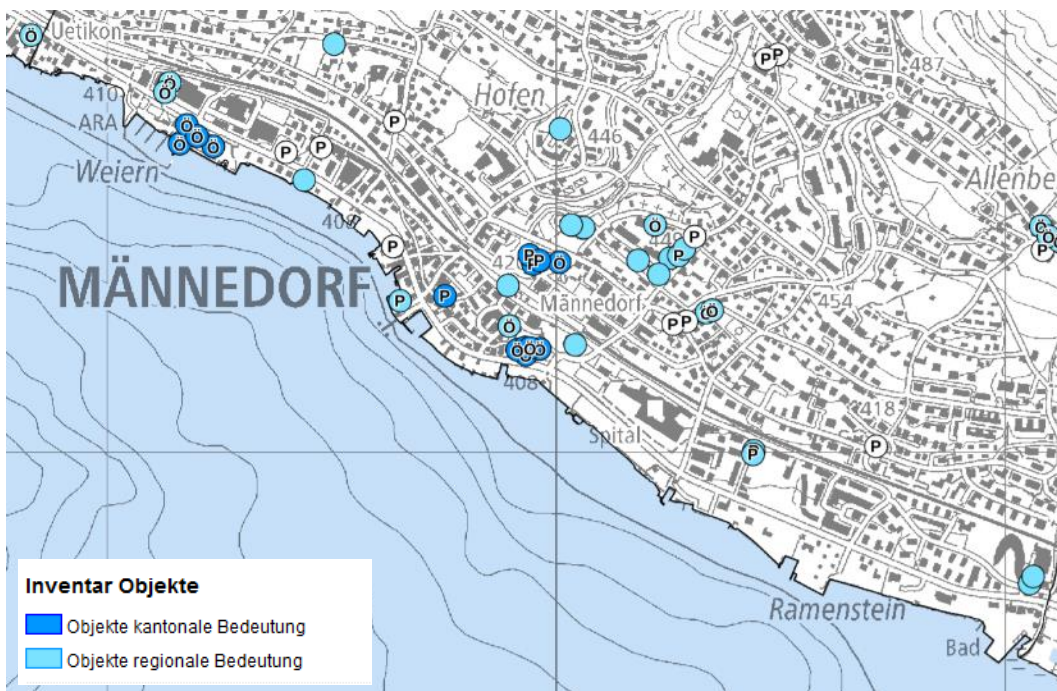 Uetikon
Ö
410
ARA
Weiern
Hofen
446
487
P P
Ö
Ö
Ö
Ö
Ö
Ö
P
P
P
Allenbe
Ö
Ö
P
P
Ö
P
P
P
P
Ö
MÄNNEDORF
P
P
Männedorf
454
Ö
Ö
P P
Ö
Ö
Ö
408
418
Spital
P
P
Ramenstein
Bad
Inventar Objekte
Objekte kantonale Bedeutung
Objekte regionale Bedeutung